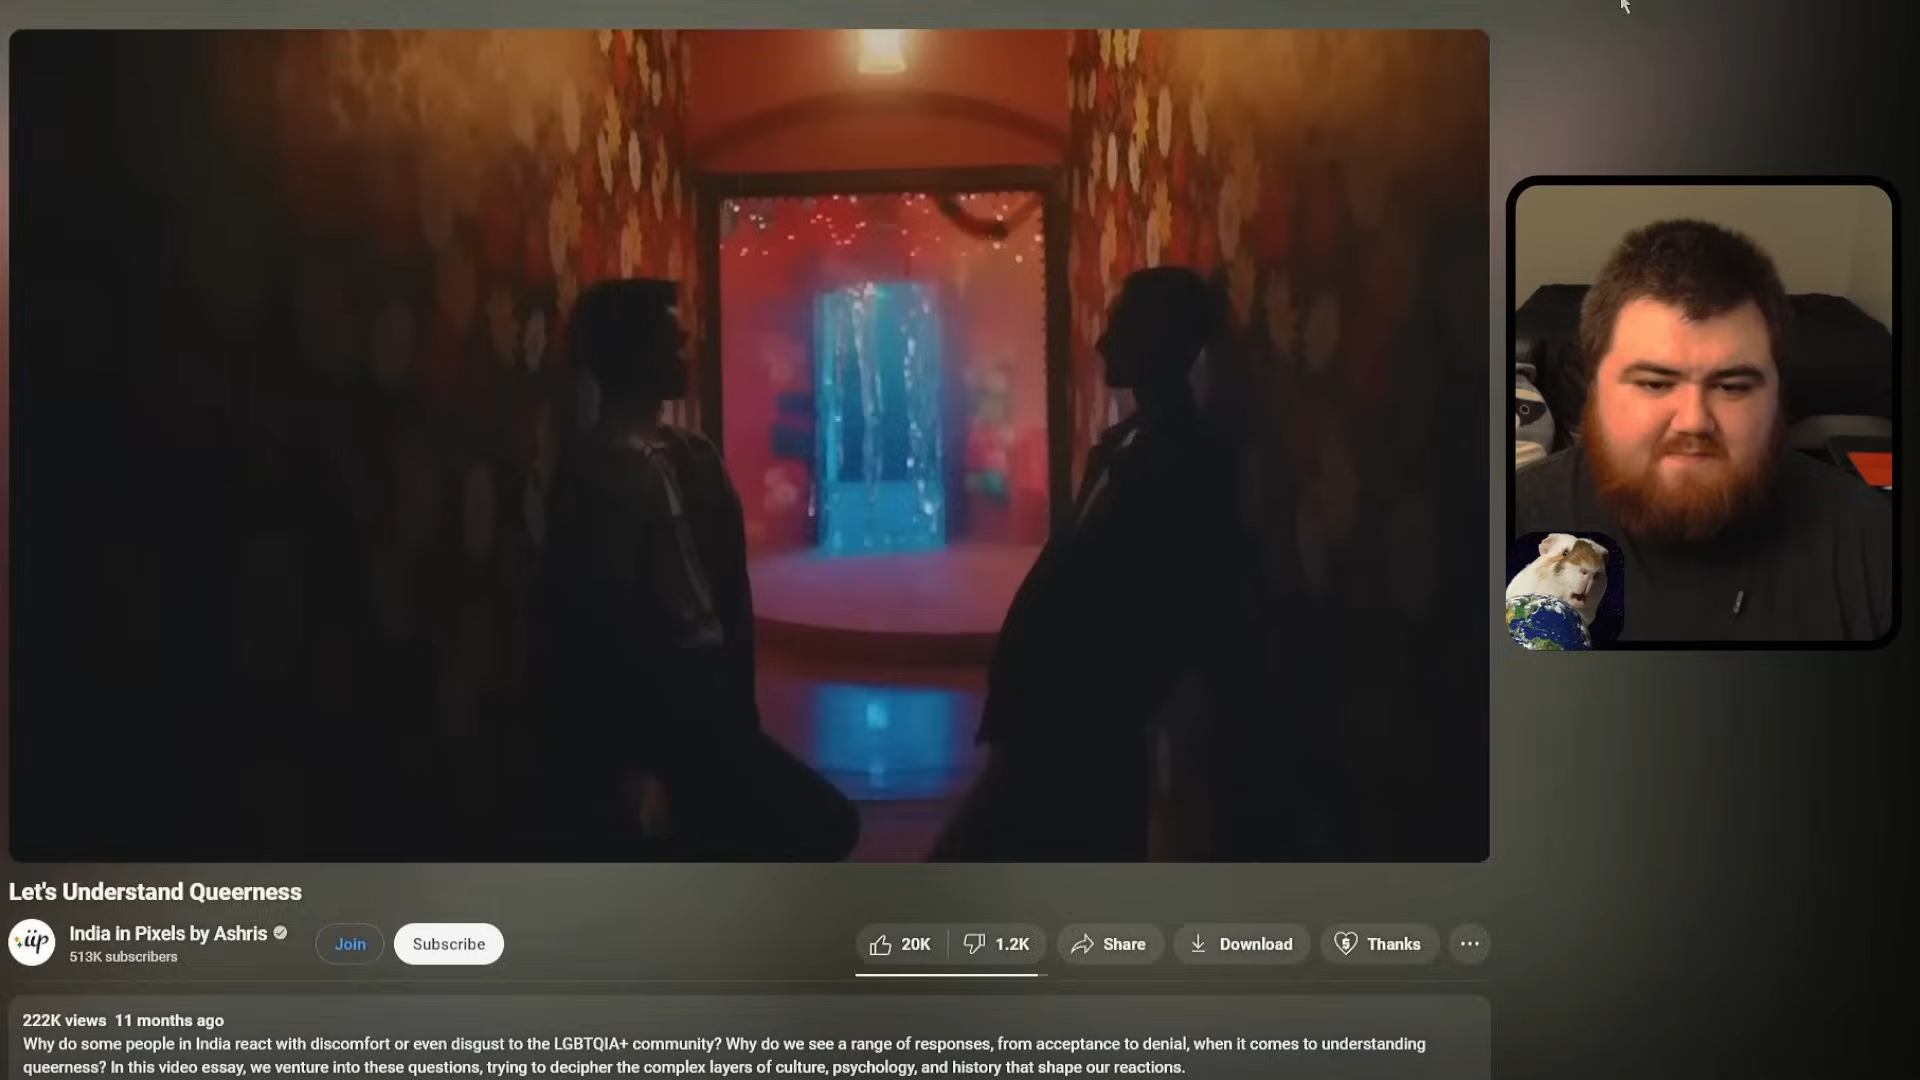 Let's Understand Queerness
iip
India in Pixels by Ashris
513K subscribers
Join
Subscribe
20K
1.2K
Share
Download
Thanks
222K views 11 months ago
Why do some people in India react with discomfort or even disgust to the LGBTQIA+ community? Why do we see a range of responses, from acceptance to denial, when it comes to understanding
queerness? In this video essay, we venture into these questions, trying to decipher the complex layers of culture, psychology, and history that shape our reactions.